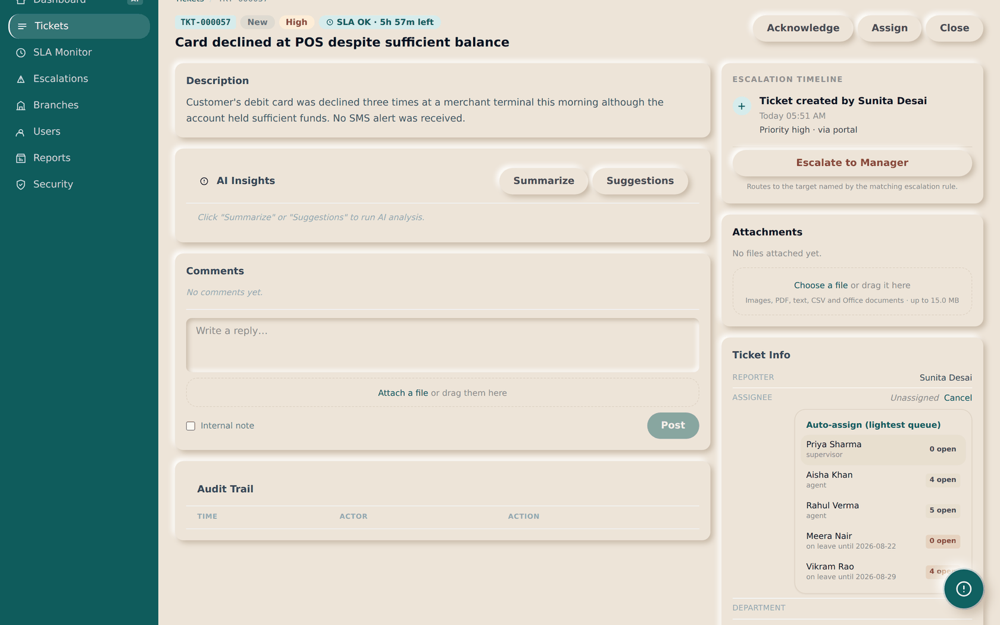 Dashboard
Tickets
SLA Monitor
Escalations
Branches
Users
Reports
Security
Tickets / TKT-000057
TKT-000057 New High SLA OK · 5h 57m left
Card declined at POS despite sufficient balance
Acknowledge Assign Close
Description
Customer's debit card was declined three times at a merchant terminal this morning although the
account held sufficient funds. No SMS alert was received.
AI Insights Summarize Suggestions
Click "Summarize" or "Suggestions" to run AI analysis.
Comments
No comments yet.
Write a reply...
Attach a file or drag them here
Internal note Post
Audit Trail
TIME ACTOR ACTION
ESCALATION TIMELINE
Ticket created by Sunita Desai
Today 05:51 AM
Priority high · via portal
Escalate to Manager
Routes to the target named by the matching escalation rule.
Attachments
No files attached yet.
Choose a file or drag it here
Images, PDF, text, CSV and Office documents · up to 15.0 MB
Ticket Info
REPORTER Sunita Desai
ASSIGNEE Unassigned Cancel
Auto-assign (lightest queue)
Priya Sharma 0 open
supervisor
Aisha Khan 4 open
agent
Rahul Verma 5 open
agent
Meera Nair 0 open
on leave until 2026-08-22
Vikram Rao 4 open
on leave until 2026-08-29
DEPARTMENT